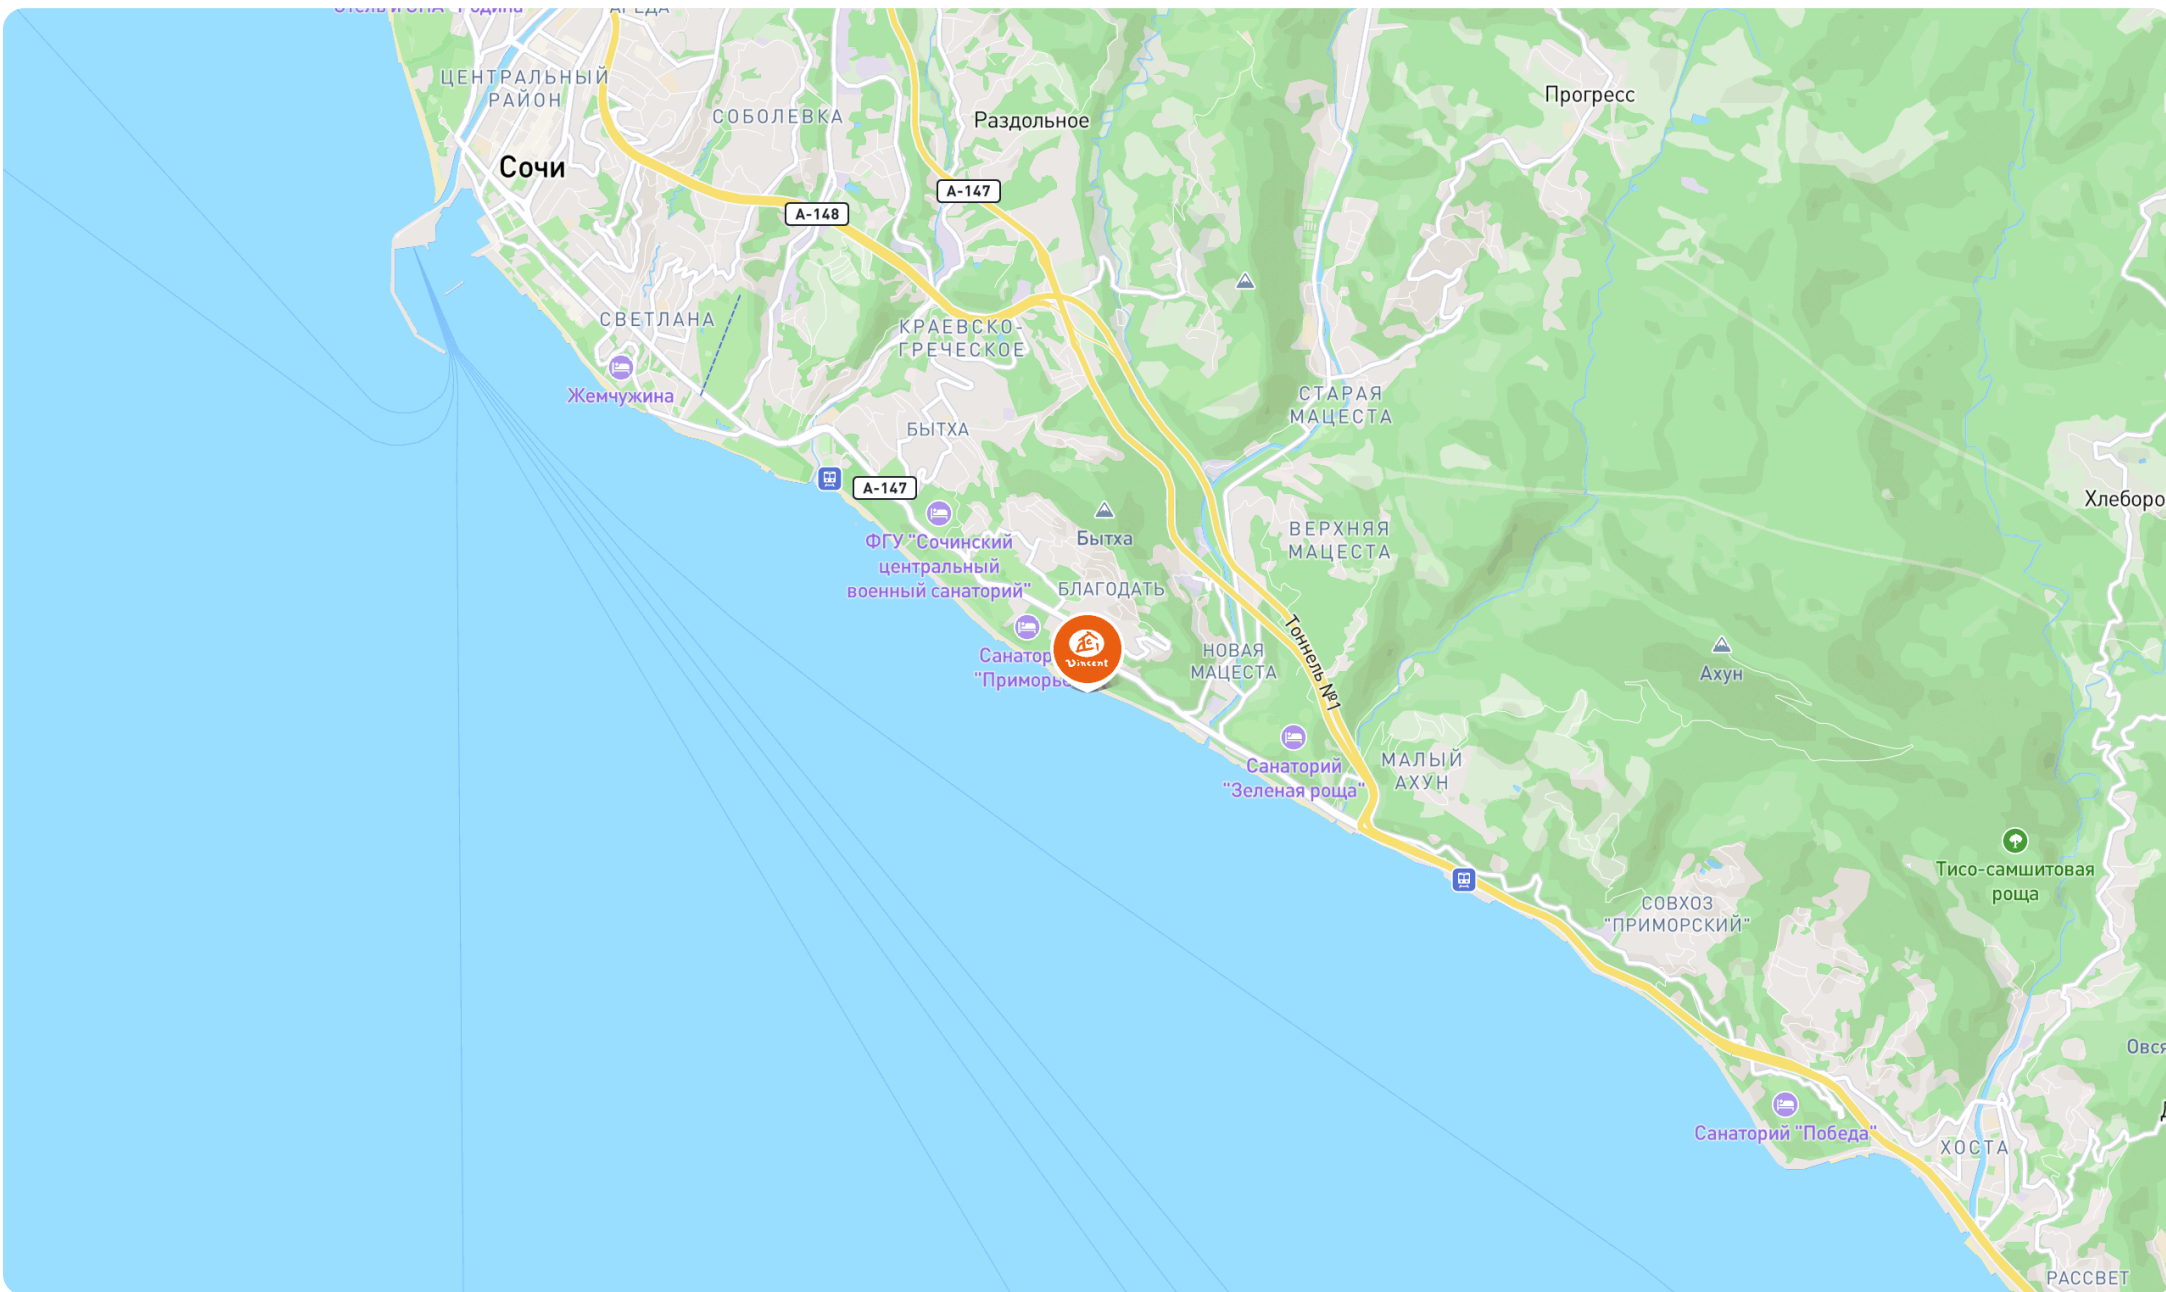 ЦЕНТРАЛЬНЫЙ
РАЙОН
СОБОЛЕВКА
Раздольное
Прогресс
Сочи
А-147
А-148
СВЕТЛАНА
КРАЕВСКО-
ГРЕЧЕСКОЕ
Жемчужина
СТАРАЯ
МАЦЕСТА
БЫТХА
А-147
Хлеборо
ФГУ "Сочинский
центральный
военный санаторий"
Бытха
ВЕРХНЯЯ
МАЦЕСТА
БЛАГОДАТЬ
Vincent
Санатор
"Приморье
НОВАЯ
МАЦЕСТА
Тоннель №1
Ахун
Санаторий
"Зеленая роща"
МАЛЫЙ
АХУН
Тисо-самшитовая
роща
СОВХОЗ
"ПРИМОРСКИЙ"
Овся
Санаторий "Победа"
ХОСТА
РАССВЕТ